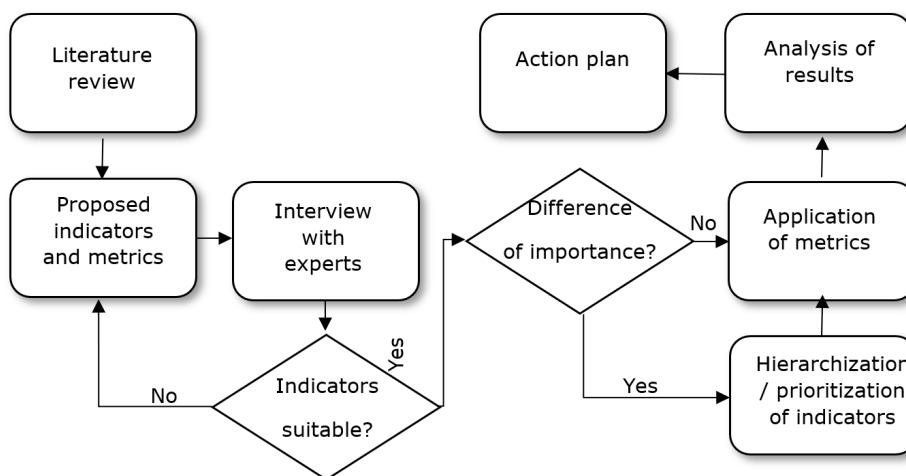 Literature
review
Proposed
indicators
and metrics
Interview
with
experts
Indicators
suitable?
No
Yes
Difference
of importance?
No
Yes
Hierarchization
/ prioritization
of indicators
Application
of metrics
Analysis of
results
Action plan